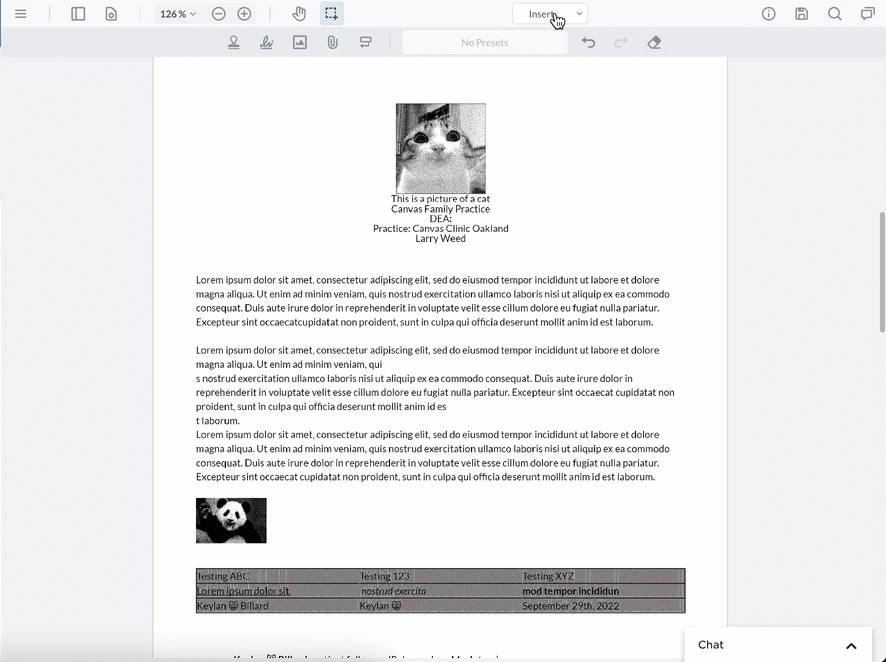 126%
Insert
No Presets
This is a picture of a cat
Canvas Family Practice
DEA:
Practice: Canvas Clinic Oakland
Larry Weed
Lorem ipsum dolor sit amet, consectetur adipiscing elit, sed do eiusmod tempor incididunt ut labore et dolore
magna aliqua. Ut enim ad minim veniam, quis nostrud exercitation ullamco laboris nisi ut aliquip ex ea commodo
consequat. Duis aute irure dolor in reprehenderit in voluptate velit esse cillum dolore eu fugiat nulla pariatur.
Excepteur sint occaecatcupidatat non proident, sunt in culpa qui officia deserunt mollit anim id est laborum.
Lorem ipsum dolor sit amet, consectetur adipiscing elit, sed do eiusmod tempor incididunt ut labore et dolore
magna aliqua. Ut enim ad minim veniam, qui
s nostrud exercitation ullamco laboris nisi ut aliquip ex ea commodo consequat. Duis aute irure dolor in
reprehenderit in voluptate velit esse cillum dolore eu fugiat nulla pariatur. Excepteur sint occaecat cupidatat non
proident, sunt in culpa qui officia deserunt mollit anim id es
t laborum.
Lorem ipsum dolor sit amet, consectetur adipiscing elit, sed do eiusmod tempor incididunt ut labore et dolore
magna aliqua. Ut enim ad minim veniam, quis nostrud exercitation ullamco laboris nisi ut aliquip ex ea commodo
consequat. Duis aute irure dolor in reprehenderit in voluptate velit esse cillum dolore eu fugiat nulla pariatur.
Excepteur sint occaecat cupidatat non proident, sunt in culpa qui officia deserunt mollit anim id est laborum.
Testing ABC Testing 123 Testing XYZ
Lorem ipsum dolor sit nostrud exercita mod tempor incididun
Keylan 😸 Billard Keylan 😸 September 29th, 2022
Chat